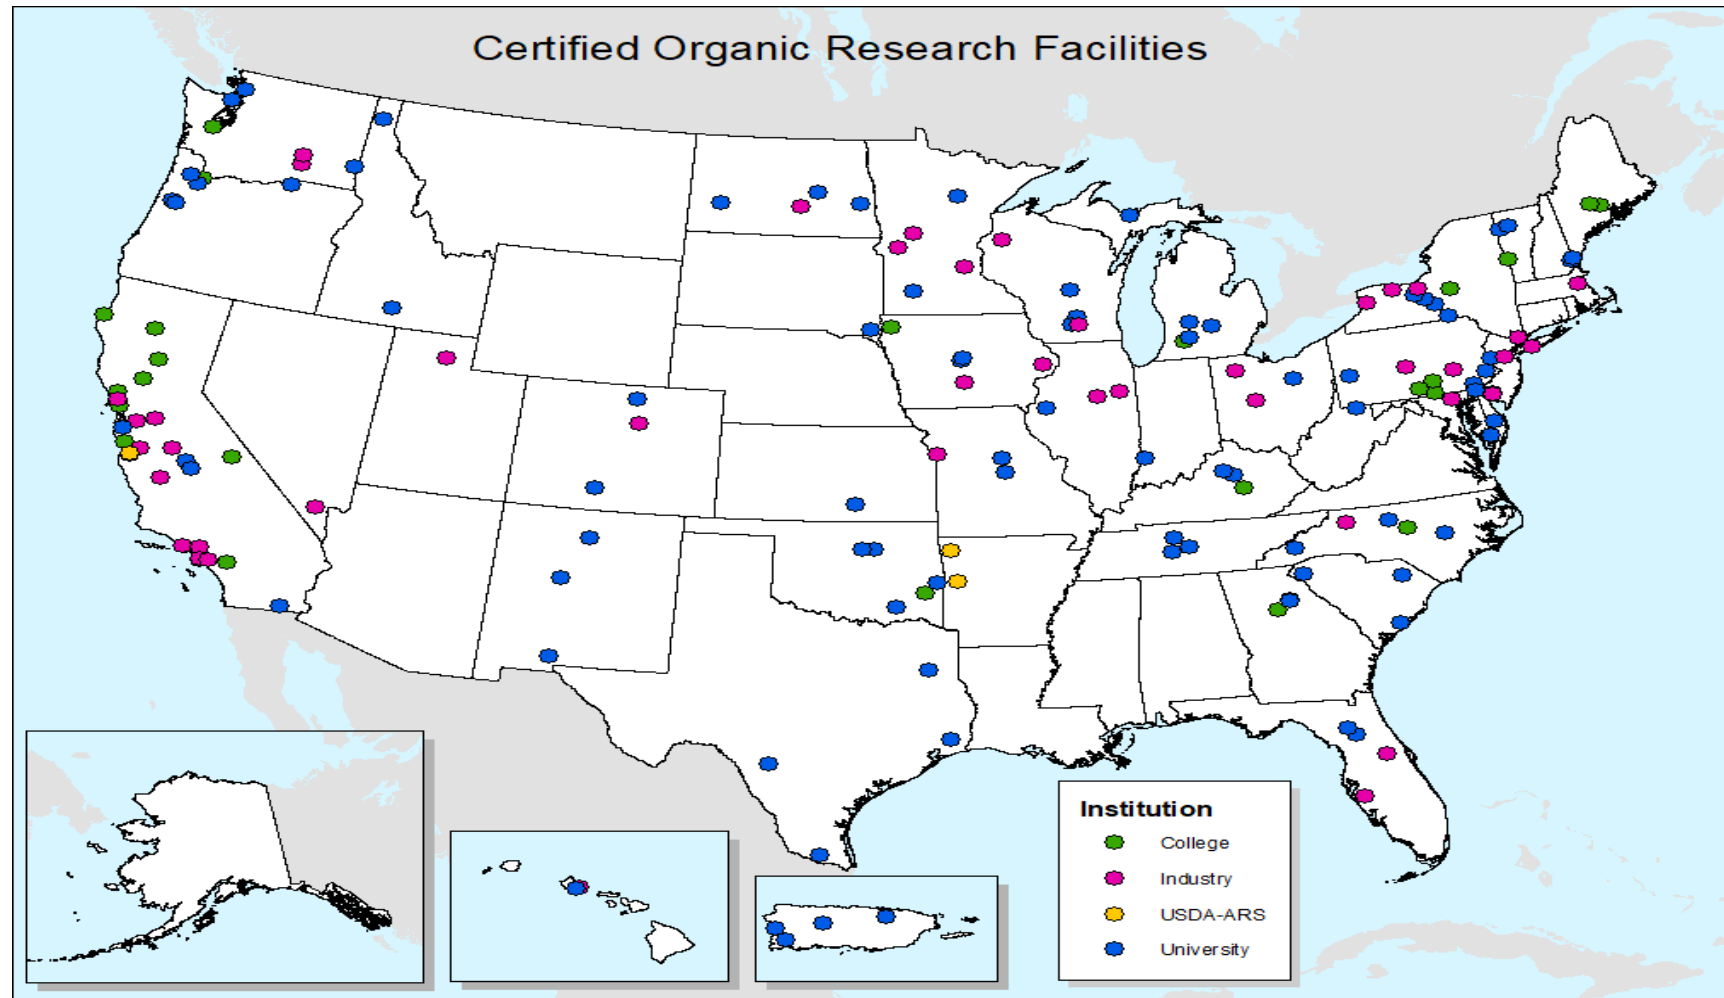 Certified Organic Research Facilities
Institution
College
Industry
USDA-ARS
University